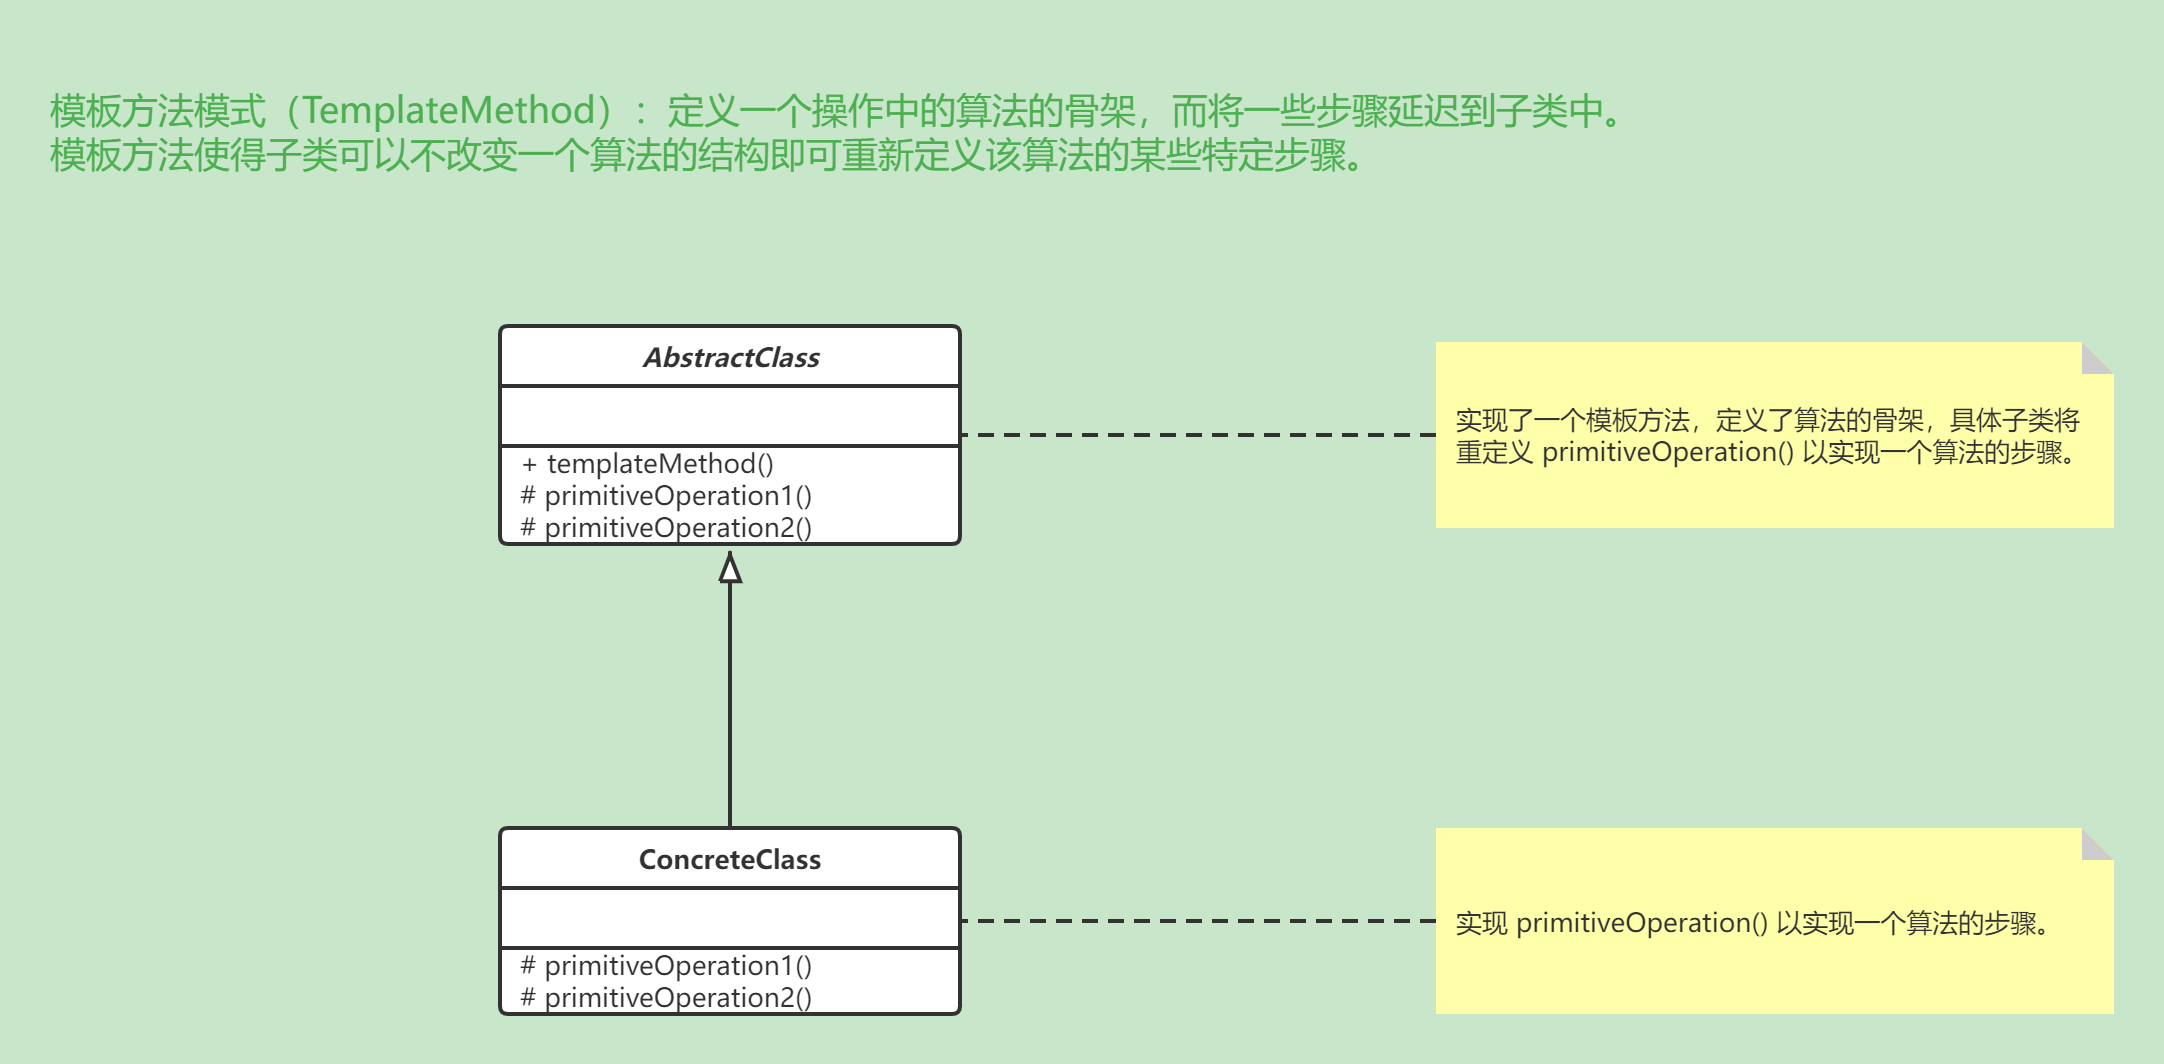 模板方法模式（TemplateMethod）：定义一个操作中的算法的骨架，而将一些步骤延迟到子类中。
模板方法使得子类可以不改变一个算法的结构即可重新定义该算法的某些特定步骤。
AbstractClass
+ templateMethod()
# primitiveOperation1()
# primitiveOperation2()
实现了一个模板方法，定义了算法的骨架，具体子类将
重定义 primitiveOperation() 以实现一个算法的步骤。
ConcreteClass
# primitiveOperation1()
# primitiveOperation2()
实现 primitiveOperation() 以实现一个算法的步骤。